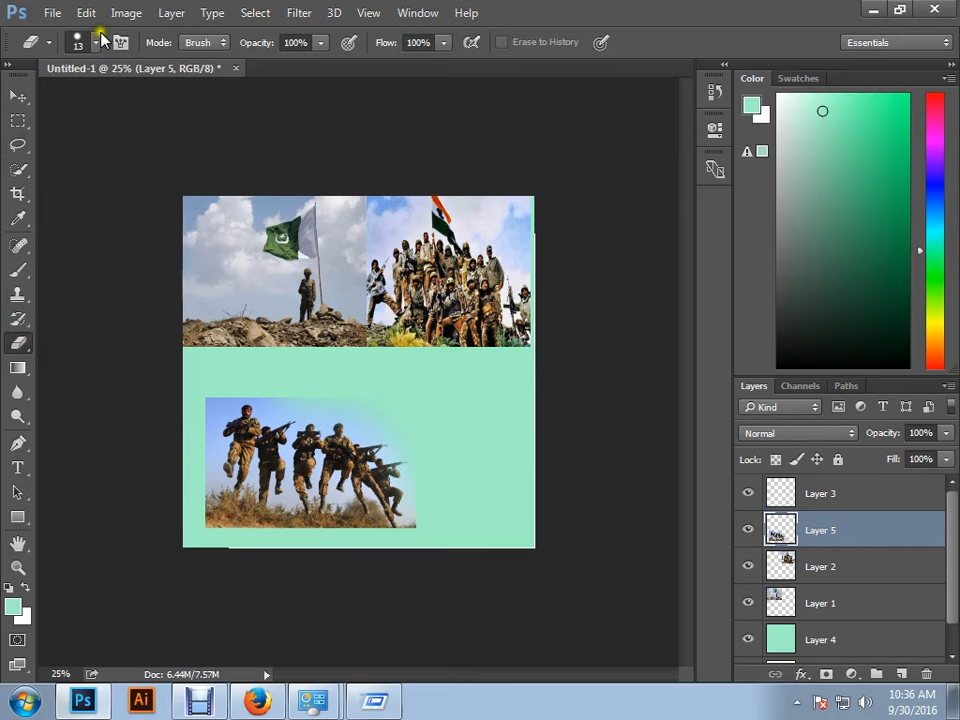 Ps File Edit Image Layer Type Select Filter 3D View Window Help
13 Mode: Brush Opacity: 100% Flow: 100% Erase to History Essentials
Untitled-1 @ 25% (Layer 5, RGB/8) * ×
Color Swatches
Layers Channels Paths
Kind T
Normal Opacity: 100%
Lock: Fill: 100%
Layer 3
Layer 5
Layer 2
Layer 1
Layer 4
T
25% Doc: 6.44M/7.57M
fx
Ps Ai 10:36 AM
9/30/2016